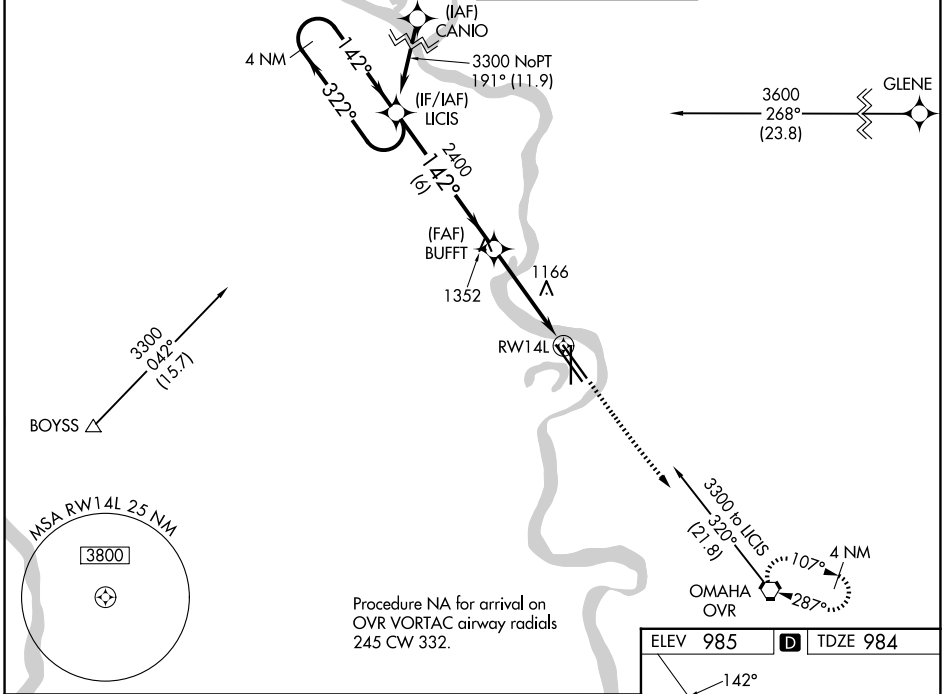 (IAF)
CANIO
4 NM
142°
322°
3300 NoPT
191° (11.9)
(IF/IAF)
LICIS
GLENE
3600
268°
(23.8)
2400
142°
(6)
(FAF)
BUFFT
1352
1166
RW14L
3300
042°
(15.7)
BOYSS
MSA RW14L 25 NM
3800
3300 to LICIS
320°
(21.8)
107°
4 NM
287°
OMAHA
OVR
Procedure NA for arrival on
OVR VORTAC airway radials
245 CW 332.
ELEV 985 D TDZE 984
142°